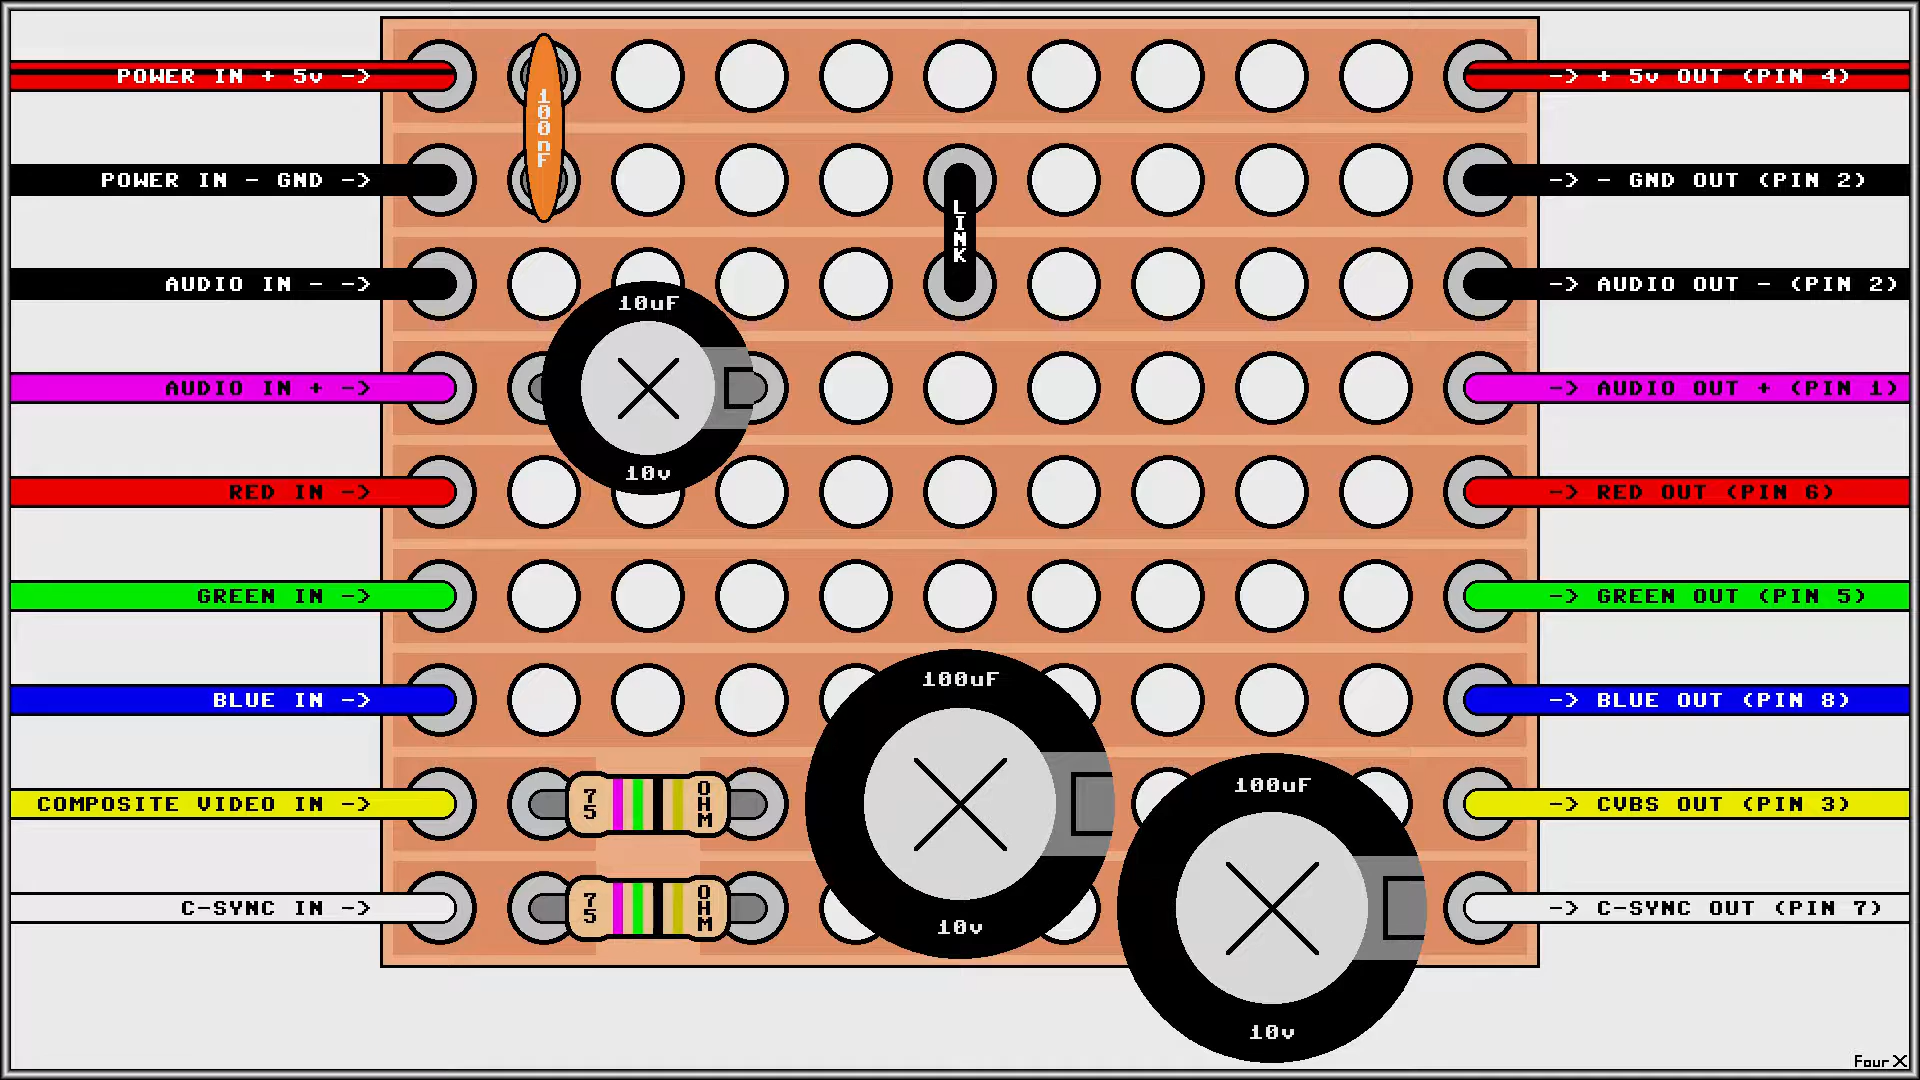 POWER IN + 5v ->
-> + 5v OUT (PIN 4)
100nF
POWER IN - GND ->
-> - GND OUT (PIN 2)
LINK
AUDIO IN - ->
-> AUDIO OUT - (PIN 2)
10uF
AUDIO IN + ->
-> AUDIO OUT + (PIN 1)
10v
RED IN ->
-> RED OUT (PIN 6)
GREEN IN ->
-> GREEN OUT (PIN 5)
100uF
BLUE IN ->
-> BLUE OUT (PIN 8)
100uF
COMPOSITE VIDEO IN ->
75 OHM
-> CVBS OUT (PIN 3)
C-SYNC IN ->
75 OHM
-> C-SYNC OUT (PIN 7)
10v
10v
Four X